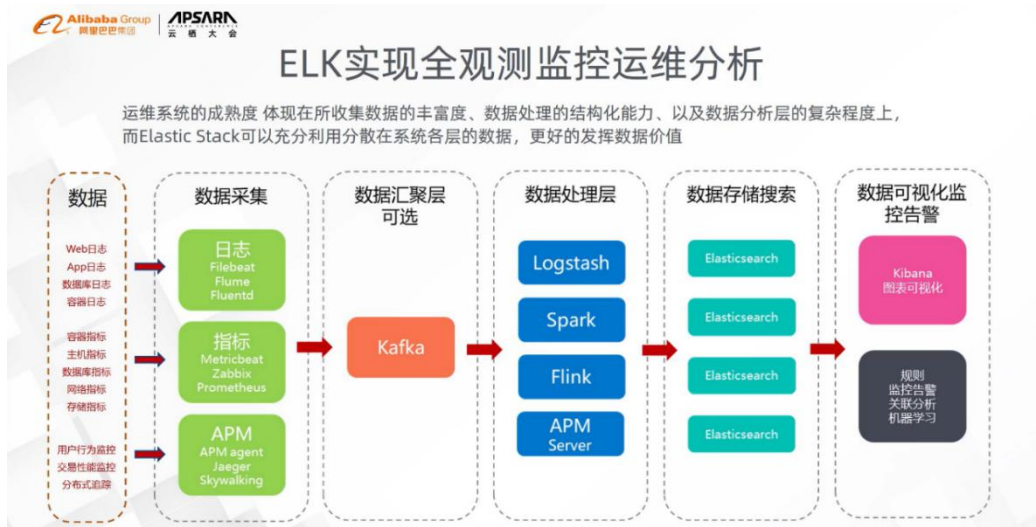 Alibaba Group
阿里巴巴集团
APSARA
云栖大会
ELK实现全观测监控运维分析
运维系统的成熟度 体现在所收集数据的丰富度、数据处理的结构化能力、以及数据分析层的复杂程度上，
而Elastic Stack可以充分利用分散在系统各层的数据，更好的发挥数据价值
数据
Web日志
App日志
数据库日志
容器日志
容器指标
主机指标
数据库指标
网络指标
存储指标
用户行为监控
交易性能监控
分布式追踪
数据采集
日志
Filebeat
Flume
Fluentd
指标
Metricbeat
Zabbix
Prometheus
APM
APM agent
Jaeger
Skywalking
数据汇聚层
可选
Kafka
数据处理层
Logstash
Spark
Flink
APM
Server
数据存储搜索
Elasticsearch
Elasticsearch
Elasticsearch
Elasticsearch
数据可视化监
控告警
Kibana
图表可视化
规则
监控告警
关联分析
机器学习